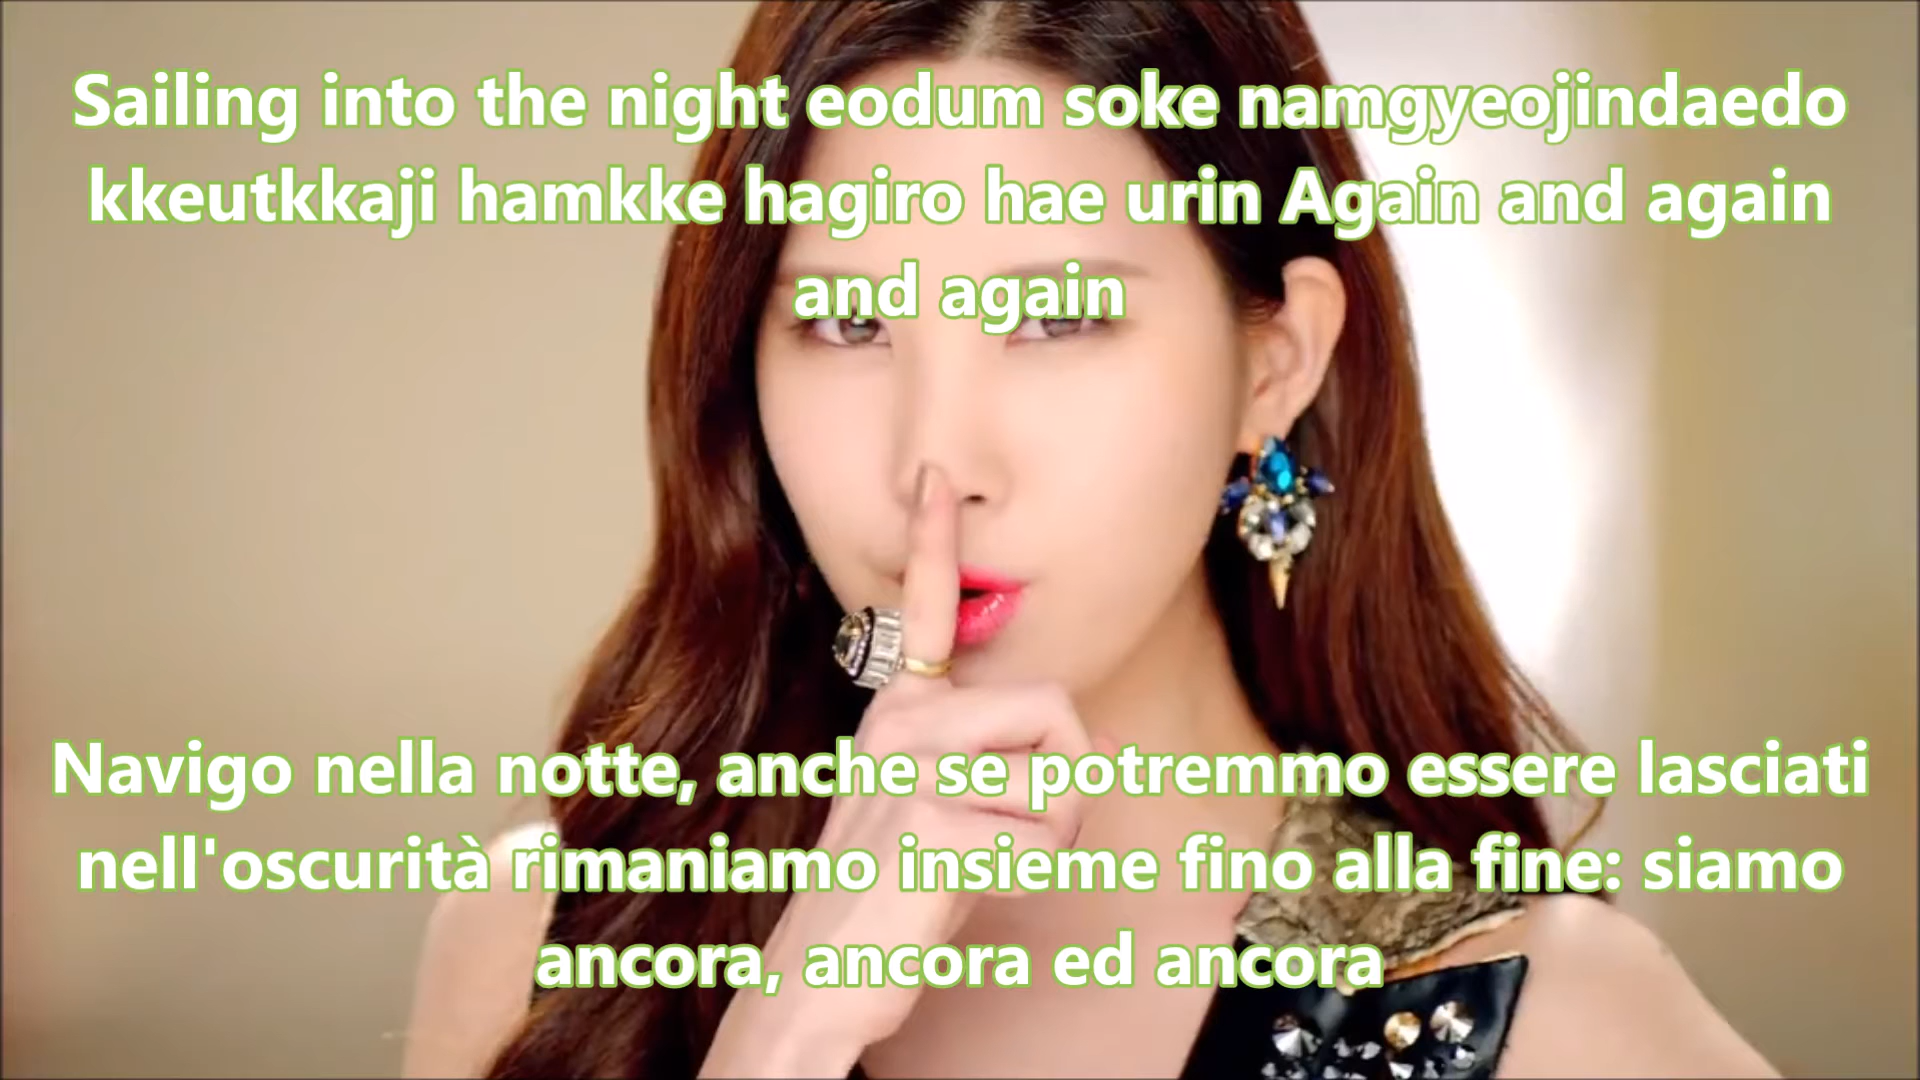 Sailing into the night eodum soke namgyeojindaedo
kkeutkkaji hamkke hagiro hae urin Again and again
and again
Navigo nella notte, anche se potremmo essere lasciati
nell'oscurità rimaniamo insieme fino alla fine: siamo
ancora, ancora ed ancora